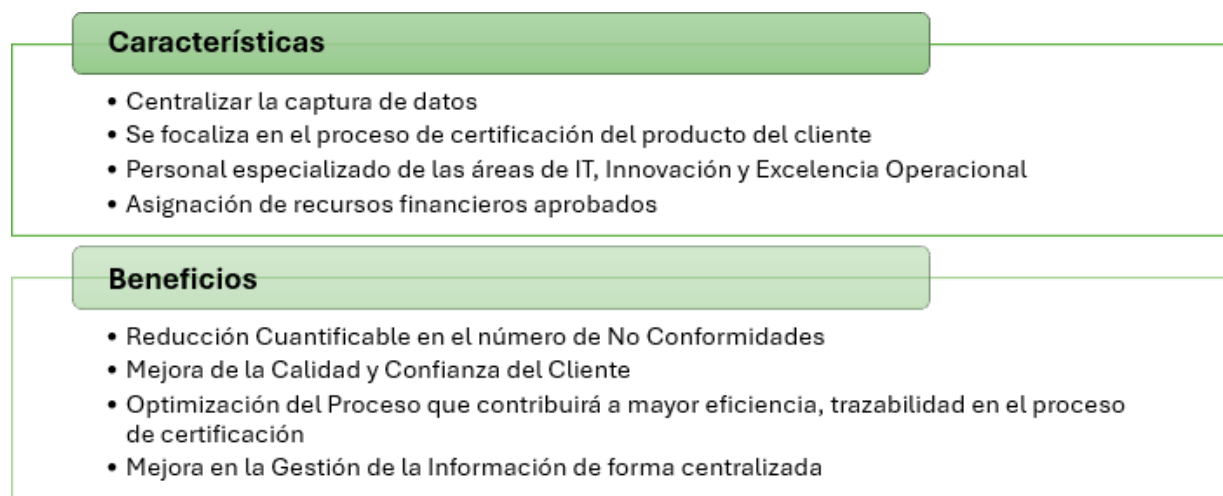 Características
• Centralizar la captura de datos
• Se focaliza en el proceso de certificación del producto del cliente
• Personal especializado de las áreas de IT, Innovación y Excelencia Operacional
• Asignación de recursos financieros aprobados
Beneficios
• Reducción Cuantificable en el número de No Conformidades
• Mejora de la Calidad y Confianza del Cliente
• Optimización del Proceso que contribuirá a mayor eficiencia, trazabilidad en el proceso
de certificación
• Mejora en la Gestión de la Información de forma centralizada